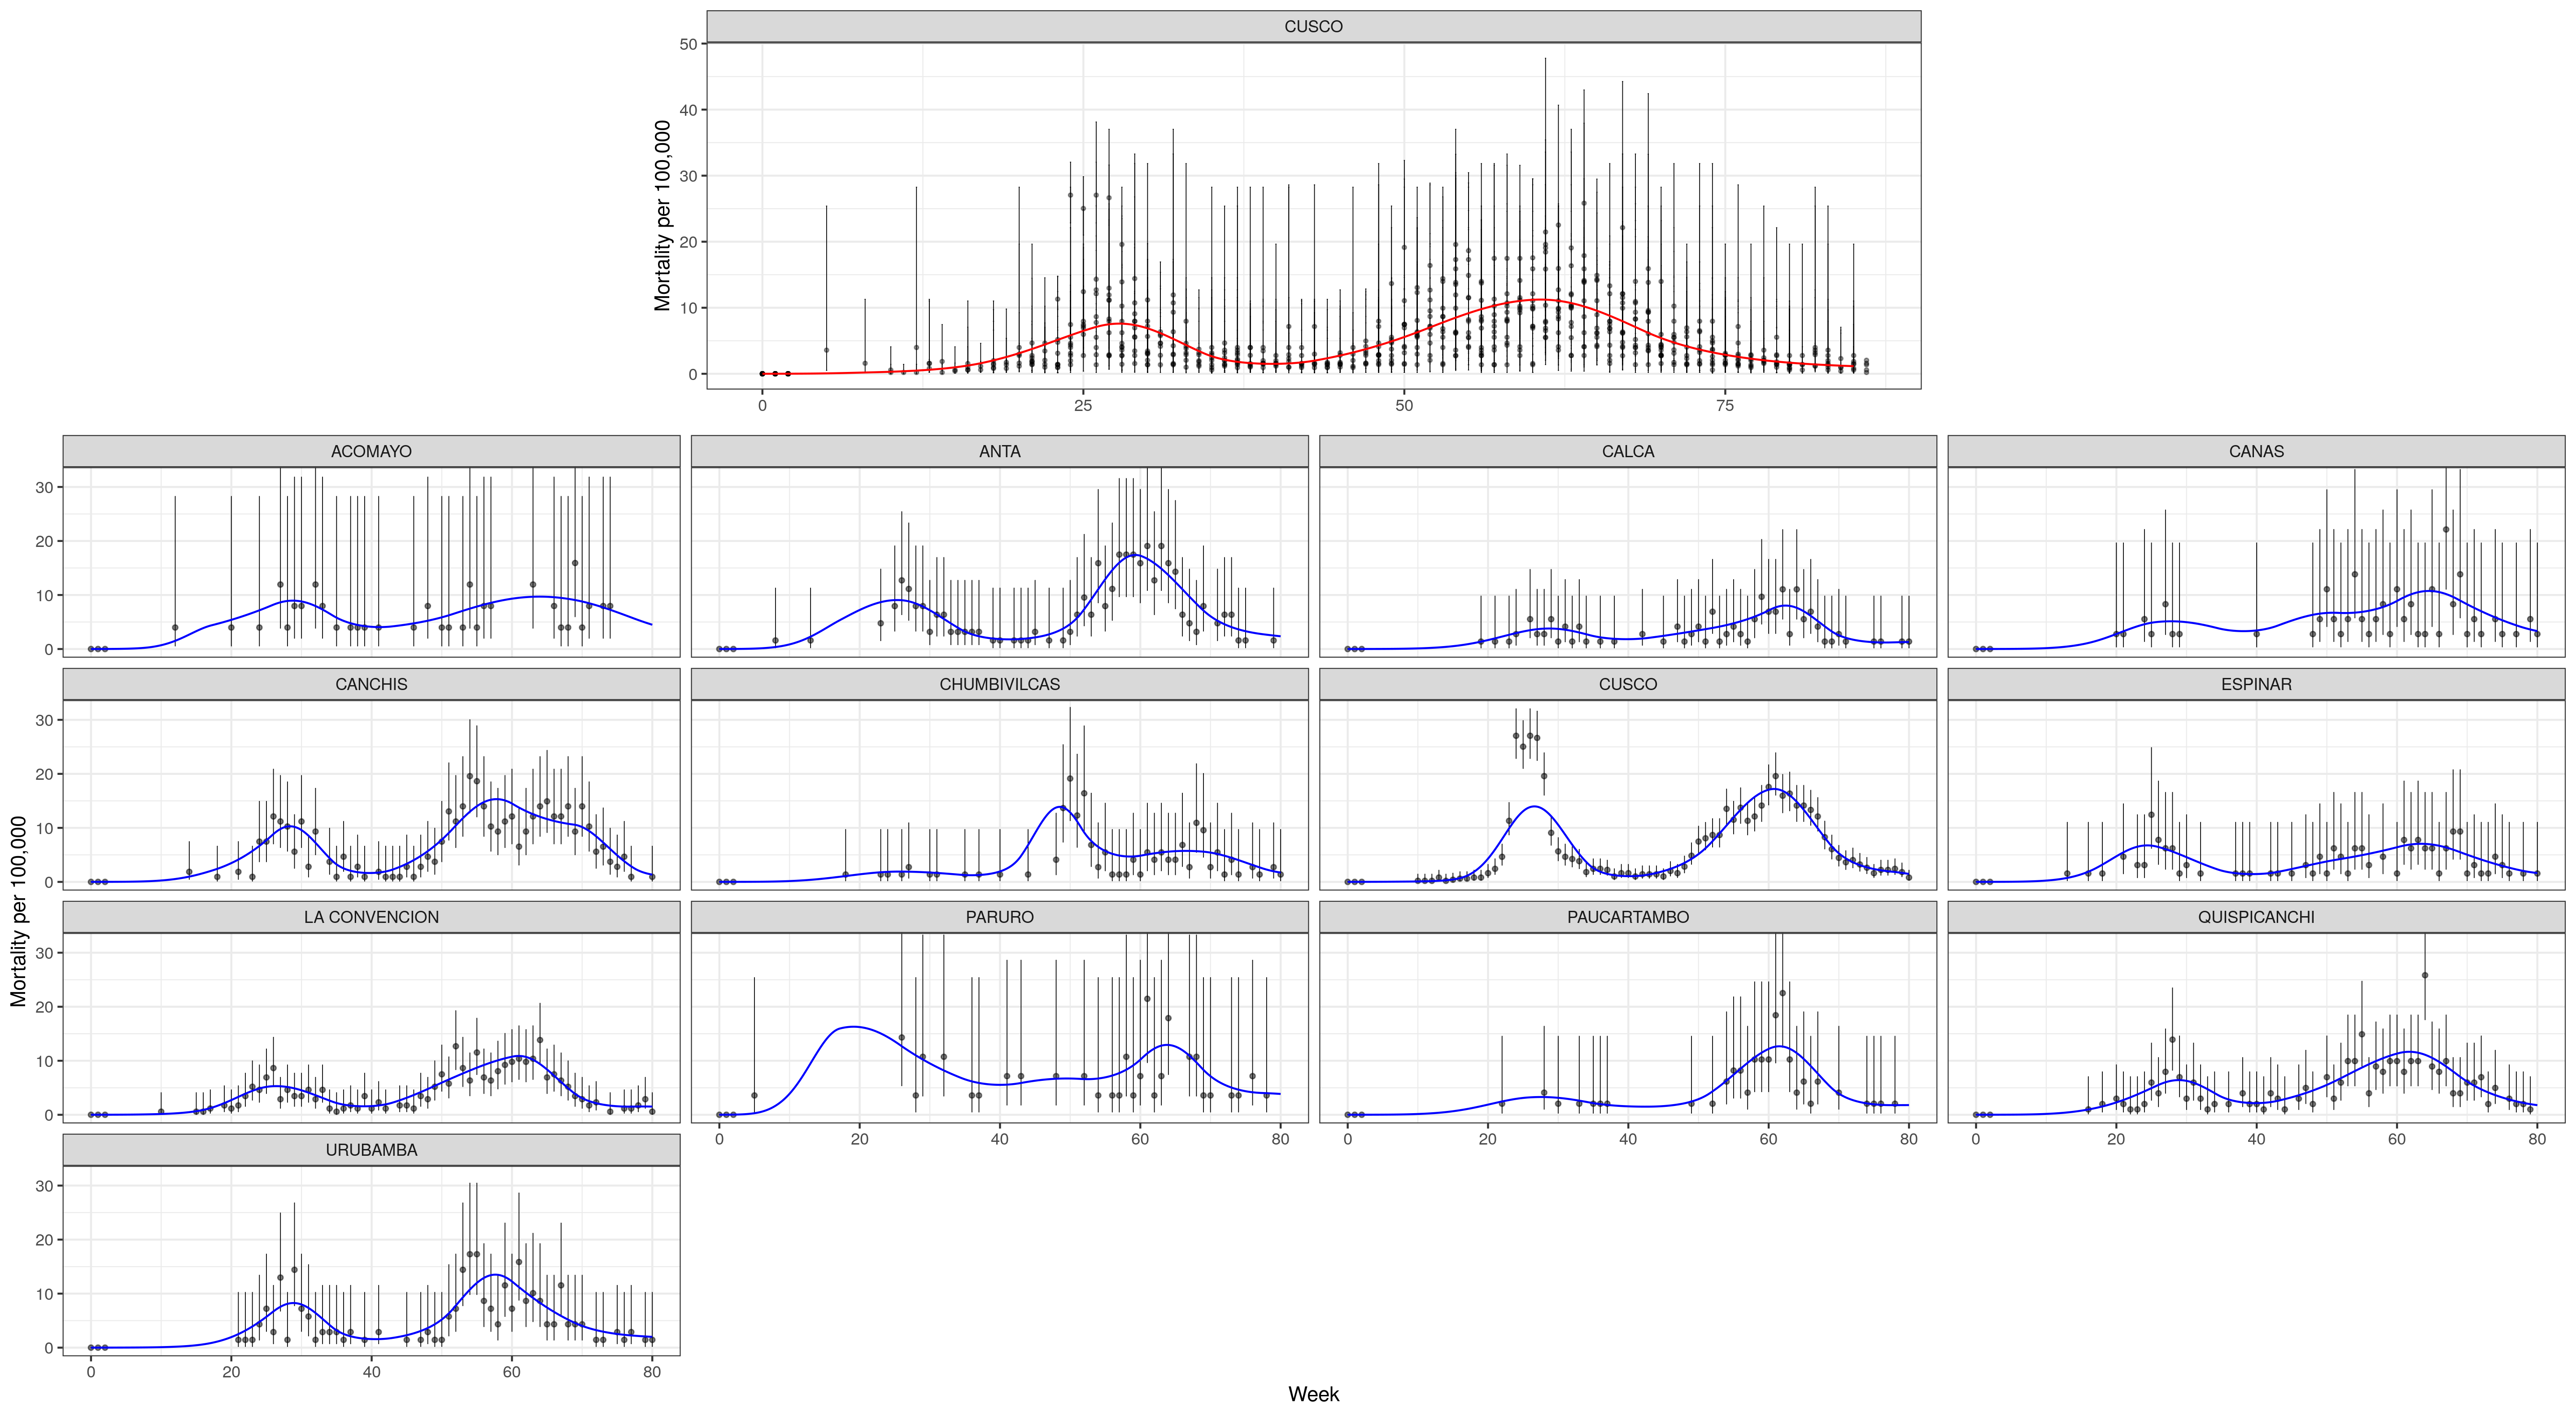 CUSCO
Mortality per 100,000
50
40
30
20
10
0
0 25 50 75
ACOMAYO ANTA CALCA CANAS
30
20
10
0
CANCHIS CHUMBIVILCAS CUSCO ESPINAR
30
20
10
0
Mortality per 100,000
LA CONVENCION PARURO PAUCARTAMBO QUISPICANCHI
30
20
10
0
0 20 40 60 80 0 20 40 60 80 0 20 40 60 80
URUBAMBA
30
20
10
0
0 20 40 60 80
Week